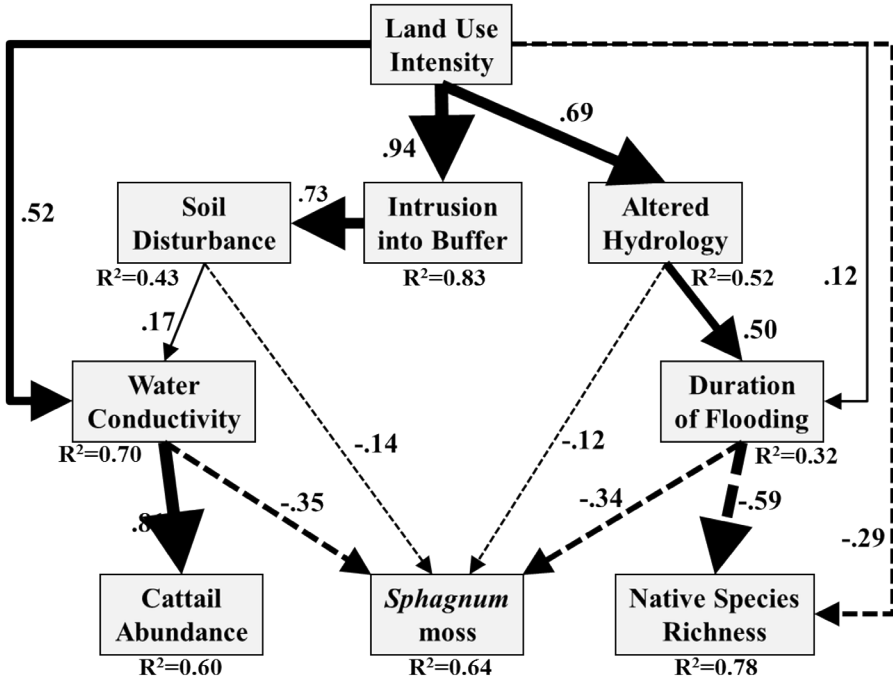 Land Use
Intensity
.69
.94
.52
.73
Soil
Disturbance
Intrusion
into Buffer
Altered
Hydrology
R²=0.43
R²=0.83
R²=0.52
.12
.17
.50
Water
Conductivity
Duration
of Flooding
R²=0.70
-.14
-.12
R²=0.32
-.35
-.34
-.59
-.29
Cattail
Abundance
Sphagnum
moss
Native Species
Richness
R²=0.60
R²=0.64
R²=0.78